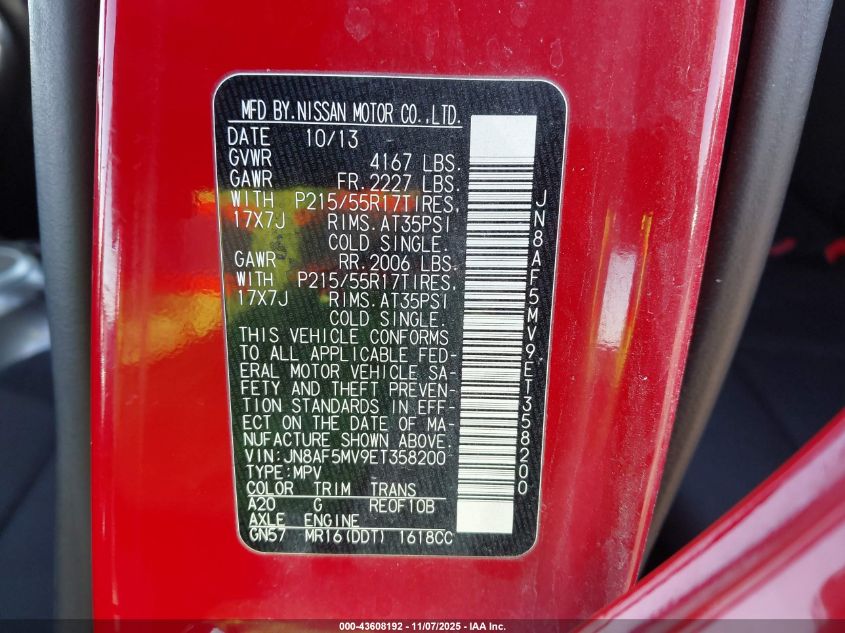 MFD BY.NISSAN MOTOR CO.,LTD.
DATE 10/13
GVWR 4167 LBS.
GAWR FR.2227 LBS.
WITH P215/55R17TIRES,
17X7J RIMS.AT35PSI
COLD SINGLE.
GAWR RR.2006 LBS.
WITH P215/55R17TIRES,
17X7J RIMS.AT35PSI
COLD SINGLE.
THIS VEHICLE CONFORMS
TO ALL APPLICABLE FED-
ERAL MOTOR VEHICLE SA-
FETY AND THEFT PREVEN-
TION STANDARDS IN EFF-
ECT ON THE DATE OF MA-
NUFACTURE SHOWN ABOVE.
VIN:JN8AF5MV9ET358200
TYPE:MPV
COLOR TRIM TRANS
A20 G RE0F10B
AXLE ENGINE
GN57 MR16(DDT) 1618CC
JN8AF5MV9ET358200
000-43608192 - 11/07/2025 - IAA Inc.